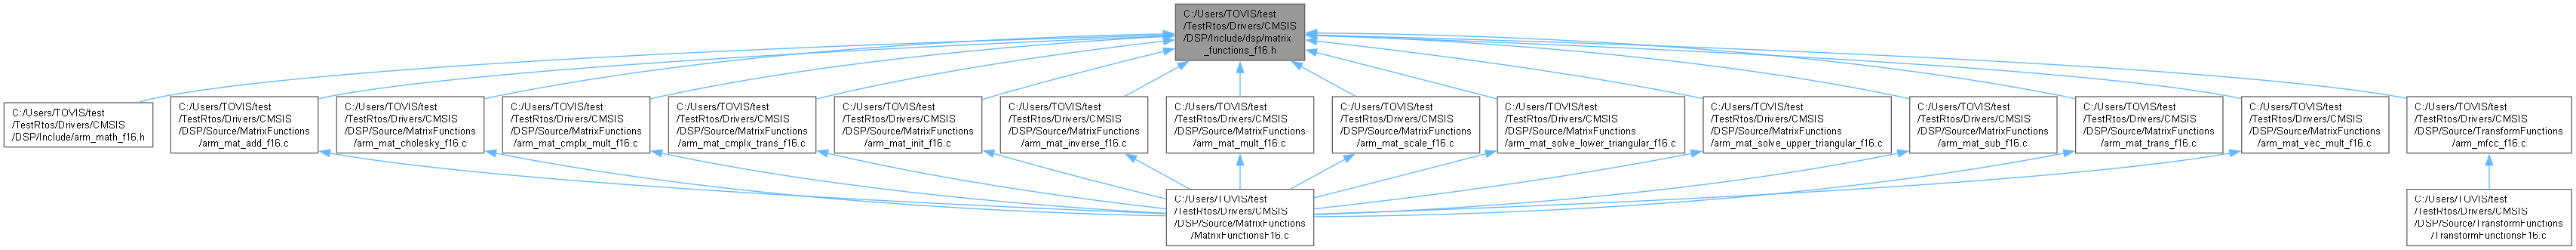 C:/Users/TOVIS/test
/TestRtos/Drivers/CMSIS
/DSP/Include/dsp/matrix
_functions_f16.h
C:/Users/TOVIS/test
/TestRtos/Drivers/CMSIS
/DSP/Include/arm_math_f16.h
C:/Users/TOVIS/test
/TestRtos/Drivers/CMSIS
/DSP/Source/MatrixFunctions
/arm_mat_add_f16.c
C:/Users/TOVIS/test
/TestRtos/Drivers/CMSIS
/DSP/Source/MatrixFunctions
/arm_mat_cholesky_f16.c
C:/Users/TOVIS/test
/TestRtos/Drivers/CMSIS
/DSP/Source/MatrixFunctions
/arm_mat_cmplx_mult_f16.c
C:/Users/TOVIS/test
/TestRtos/Drivers/CMSIS
/DSP/Source/MatrixFunctions
/arm_mat_cmplx_trans_f16.c
C:/Users/TOVIS/test
/TestRtos/Drivers/CMSIS
/DSP/Source/MatrixFunctions
/arm_mat_init_f16.c
C:/Users/TOVIS/test
/TestRtos/Drivers/CMSIS
/DSP/Source/MatrixFunctions
/arm_mat_inverse_f16.c
C:/Users/TOVIS/test
/TestRtos/Drivers/CMSIS
/DSP/Source/MatrixFunctions
/arm_mat_mult_f16.c
C:/Users/TOVIS/test
/TestRtos/Drivers/CMSIS
/DSP/Source/MatrixFunctions
/arm_mat_scale_f16.c
C:/Users/TOVIS/test
/TestRtos/Drivers/CMSIS
/DSP/Source/MatrixFunctions
/arm_mat_solve_lower_triangular_f16.c
C:/Users/TOVIS/test
/TestRtos/Drivers/CMSIS
/DSP/Source/MatrixFunctions
/arm_mat_solve_upper_triangular_f16.c
C:/Users/TOVIS/test
/TestRtos/Drivers/CMSIS
/DSP/Source/MatrixFunctions
/arm_mat_sub_f16.c
C:/Users/TOVIS/test
/TestRtos/Drivers/CMSIS
/DSP/Source/MatrixFunctions
/arm_mat_trans_f16.c
C:/Users/TOVIS/test
/TestRtos/Drivers/CMSIS
/DSP/Source/MatrixFunctions
/arm_mat_vec_mult_f16.c
C:/Users/TOVIS/test
/TestRtos/Drivers/CMSIS
/DSP/Source/TransformFunctions
/arm_mfcc_f16.c
C:/Users/TOVIS/test
/TestRtos/Drivers/CMSIS
/DSP/Source/MatrixFunctions
/MatrixFunctionsF16.c
C:/Users/TOVIS/test
/TestRtos/Drivers/CMSIS
/DSP/Source/TransformFunctions
/TransformFunctionsF16.c